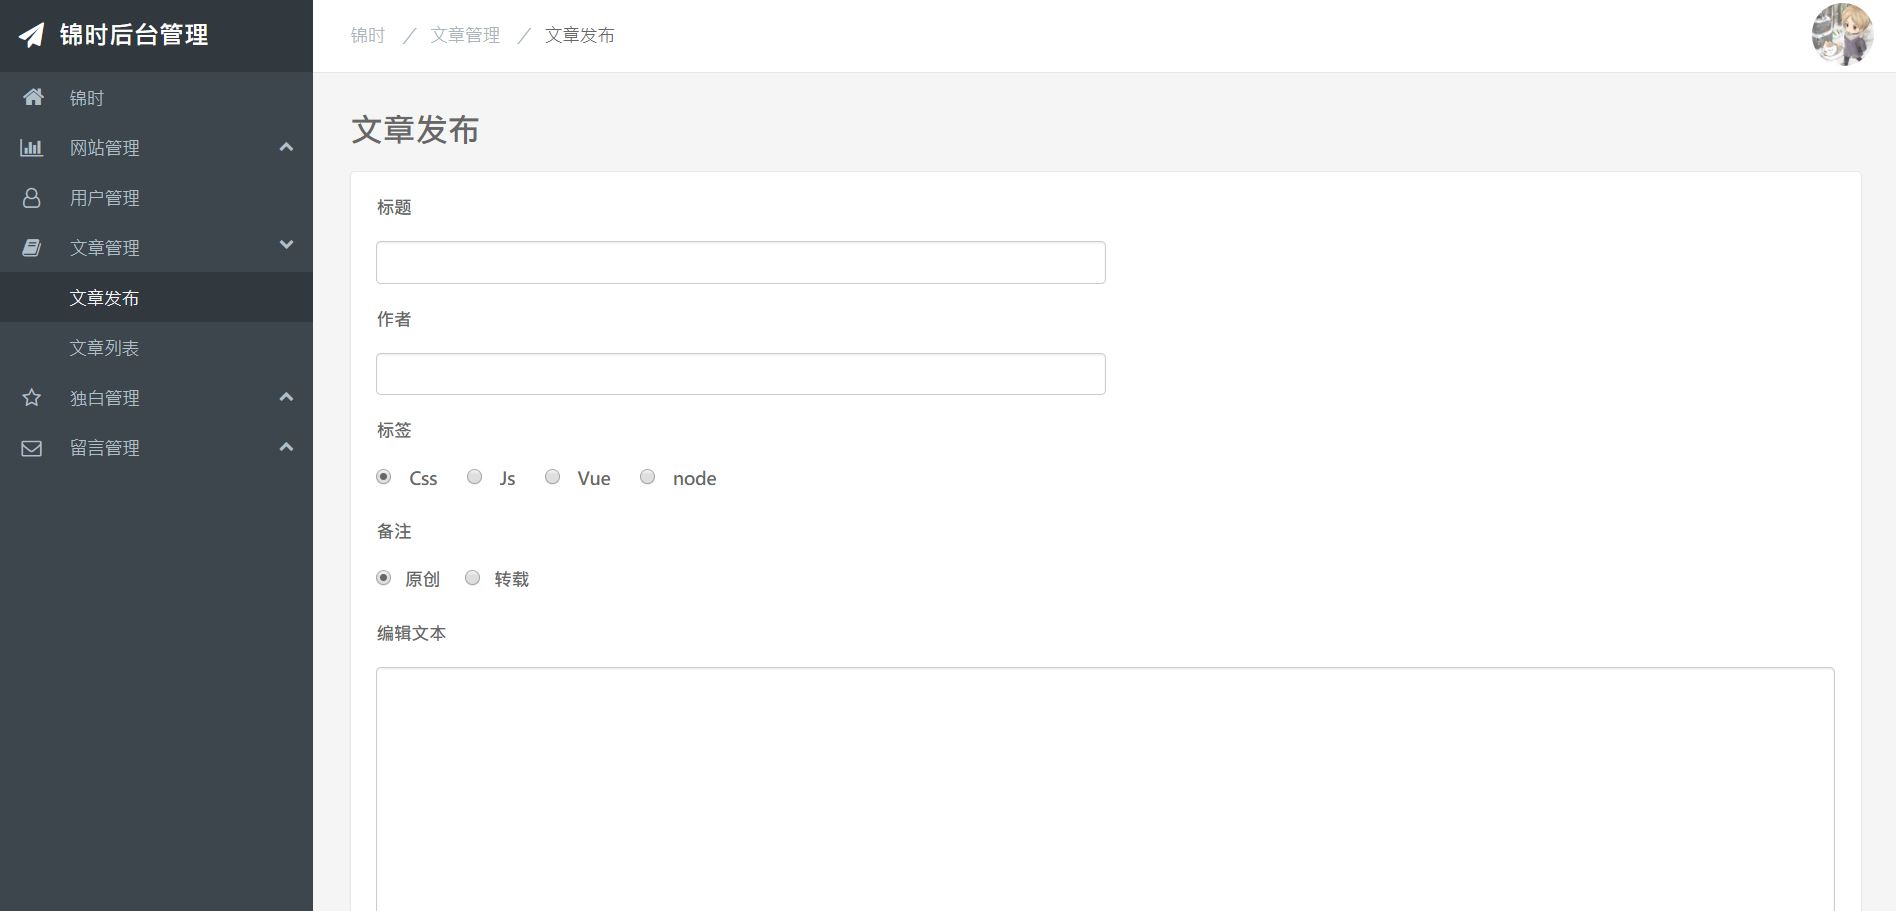 锦时后台管理
锦时
网站管理
用户管理
文章管理
文章发布
文章列表
独白管理
留言管理
锦时 / 文章管理 / 文章发布
文章发布
标题
作者
标签
Css Js Vue node
备注
原创 转载
编辑文本